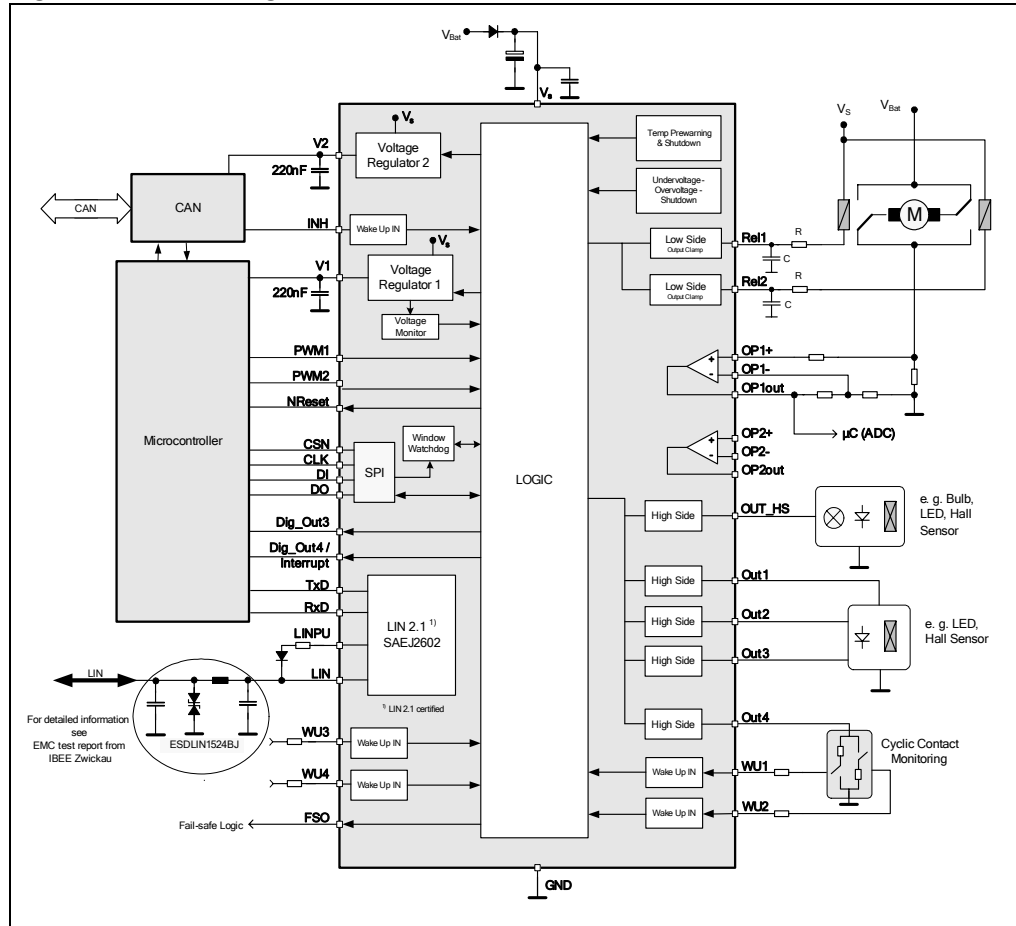 VBat
Vs
Vs
V2
Voltage
Regulator 2
220nF
CAN
CAN
INH
Wake Up IN
Vs
V1
Voltage
Regulator 1
220nF
Voltage
Monitor
PWM1
PWM2
NReset
Microcontroller
CSN
CLK
DI
DO
SPI
Window
Watchdog
Dig_Out3
Dig_Out4 /
Interrupt
TxD
RxD
LINPU
LIN
LIN 2.1 1)
SAEJ2602
1) LIN 2.1 certified
LIN
For detailed information
see
EMC test report from
IBEE Zwickau
ESDLIN1524BJ
WU3
Wake Up IN
WU4
Wake Up IN
Fail-safe Logic
FSO
LOGIC
GND
Temp Prewarning
& Shutdown
Undervoltage -
Overvoltage -
Shutdown
Low Side
Output Clamp
Rel1
R
C
Low Side
Output Clamp
Rel2
R
C
VS
VBat
M
+
-
OP1+
OP1-
OP1out
µC (ADC)
+
-
OP2+
OP2-
OP2out
High Side
OUT_HS
e. g. Bulb,
LED, Hall
Sensor
High Side
Out1
High Side
Out2
High Side
Out3
e. g. LED,
Hall Sensor
High Side
Out4
Cyclic Contact
Monitoring
Wake Up IN
WU1
Wake Up IN
WU2